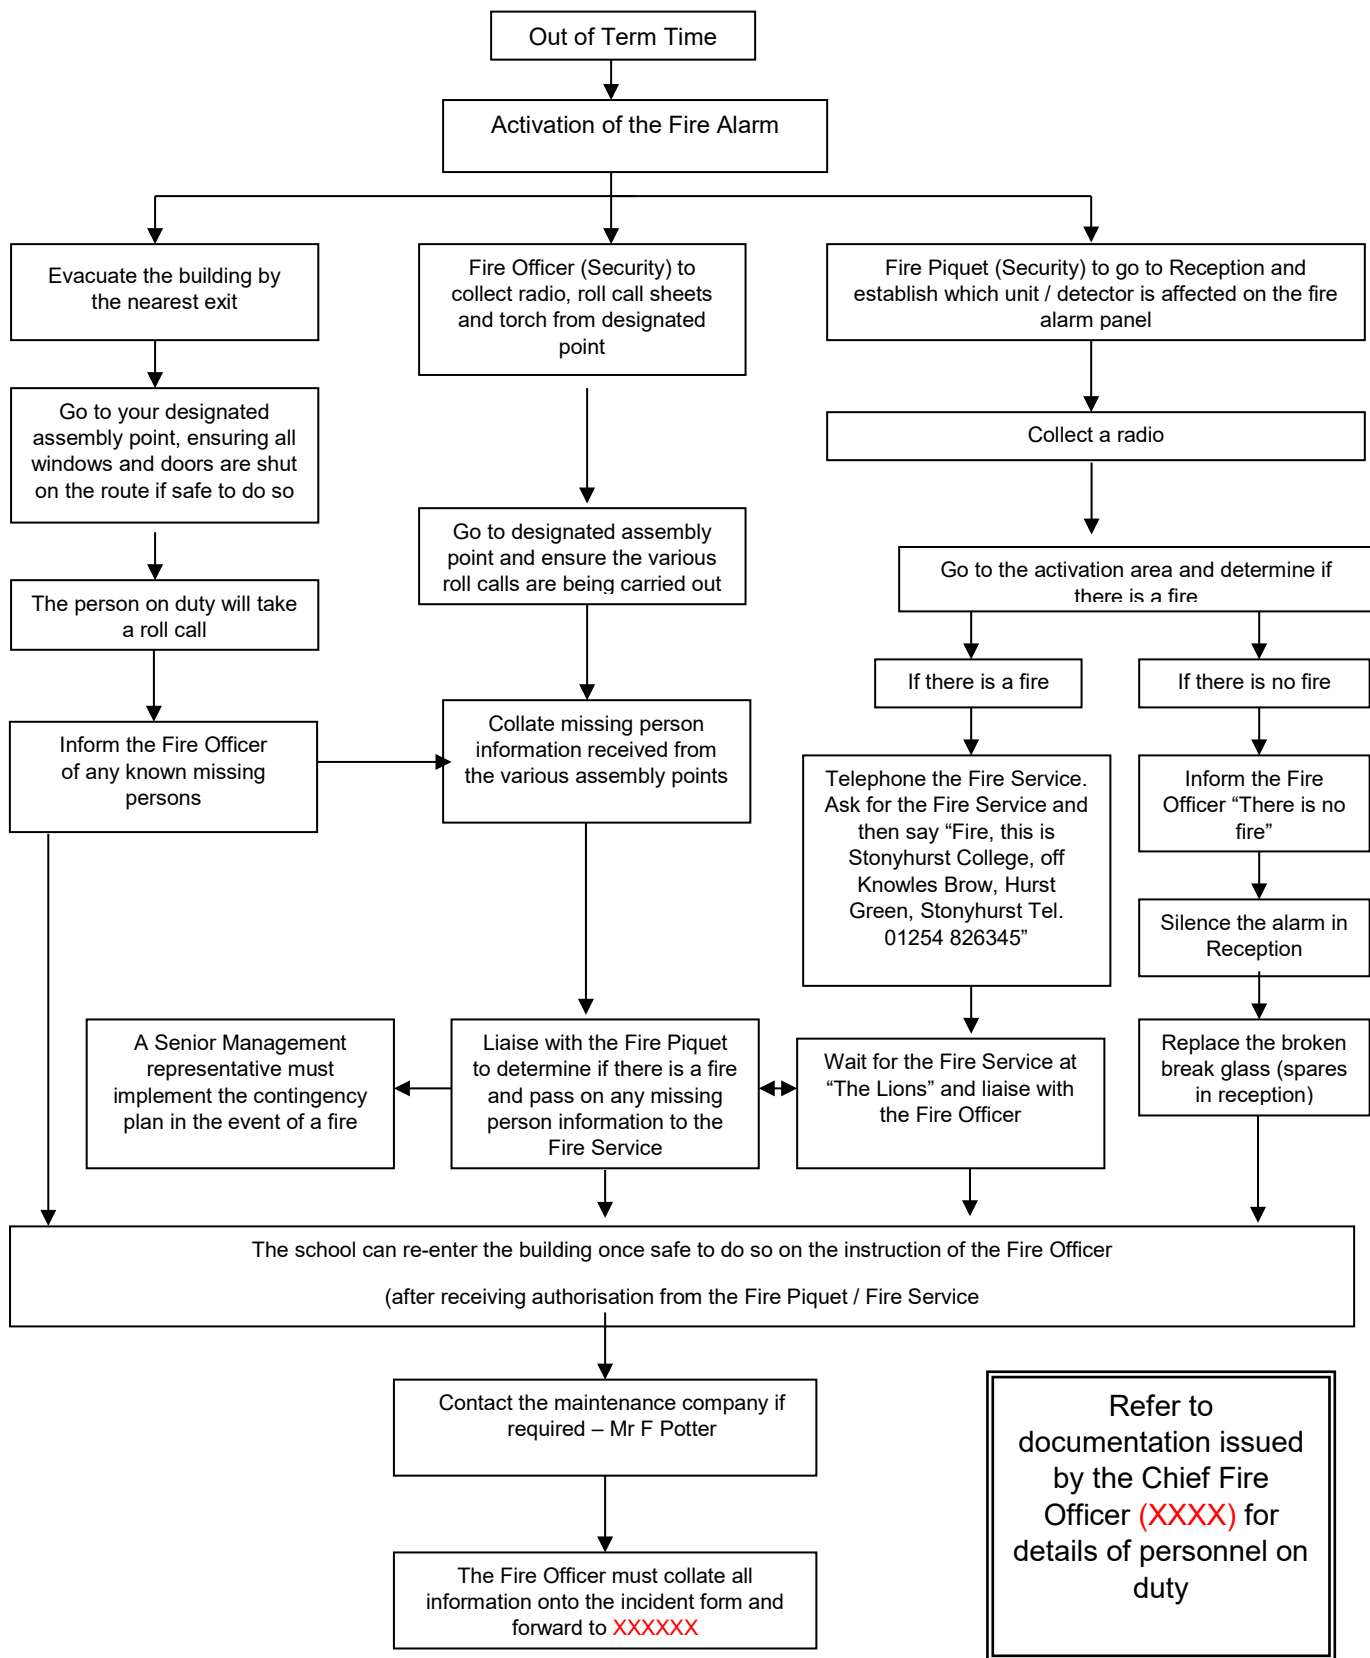 Out of Term Time
Activation of the Fire Alarm
Evacuate the building by
the nearest exit
Fire Officer (Security) to
collect radio, roll call sheets
and torch from designated
point
Fire Piquet (Security) to go to Reception and
establish which unit / detector is affected on the fire
alarm panel
Go to your designated
assembly point, ensuring all
windows and doors are shut
on the route if safe to do so
Collect a radio
Go to designated assembly
point and ensure the various
roll calls are being carried out
Go to the activation area and determine if
there is a fire
The person on duty will take
a roll call
If there is a fire
If there is no fire
Inform the Fire Officer
of any known missing
persons
Collate missing person
information received from
the various assembly points
Telephone the Fire Service.
Ask for the Fire Service and
then say “Fire, this is
Stonyhurst College, off
Knowles Brow, Hurst
Green, Stonyhurst Tel.
01254 826345”
Inform the Fire
Officer “There is no
fire”
Silence the alarm in
Reception
A Senior Management
representative must
implement the contingency
plan in the event of a fire
Liaise with the Fire Piquet
to determine if there is a fire
and pass on any missing
person information to the
Fire Service
Wait for the Fire Service at
“The Lions” and liaise with
the Fire Officer
Replace the broken
break glass (spares
in reception)
The school can re-enter the building once safe to do so on the instruction of the Fire Officer
(after receiving authorisation from the Fire Piquet / Fire Service
Contact the maintenance company if
required – Mr F Potter
The Fire Officer must collate all
information onto the incident form and
forward to XXXXXX
Refer to
documentation issued
by the Chief Fire
Officer (XXXX) for
details of personnel on
duty